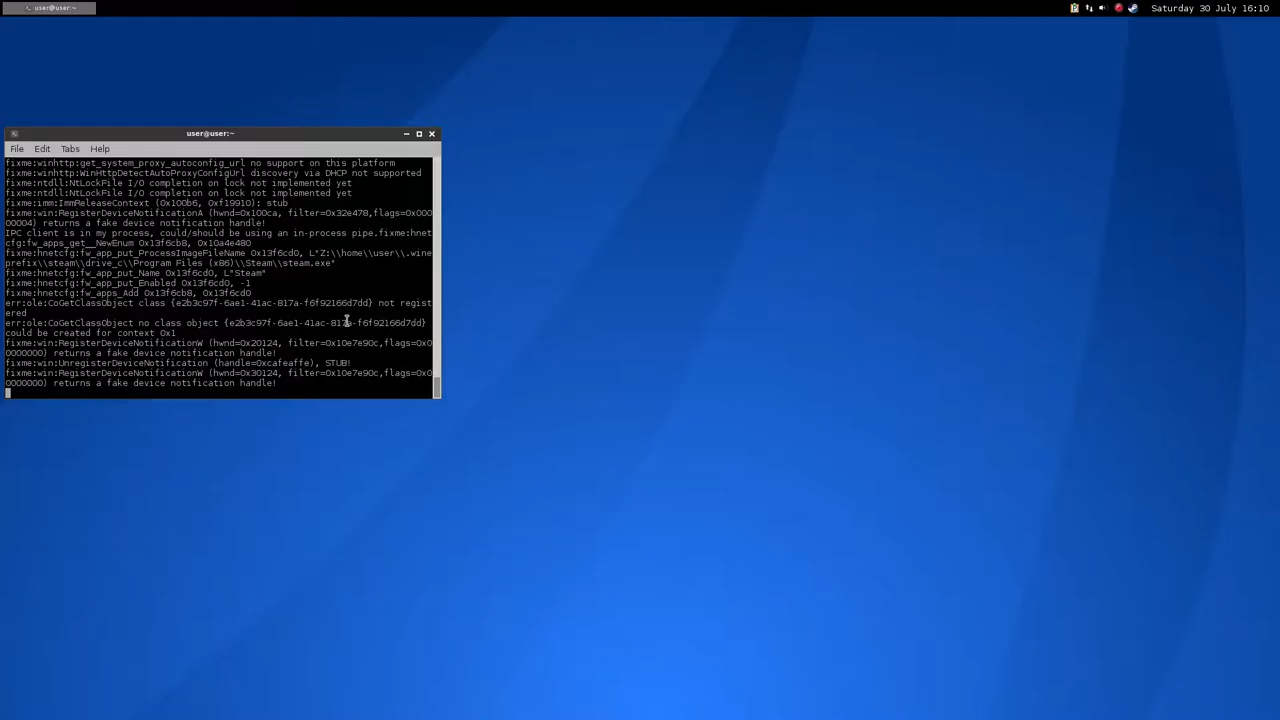 user@user:~
Saturday 30 July 16:10
user@user:~
File Edit Tabs Help
fixme:winhttp:get_system_proxy_autoconfig_url no support on this platform
fixme:winhttp:WinHttpDetectAutoProxyConfigUrl discovery via DHCP not supported
fixme:ntdll:NtLockFile I/O completion on lock not implemented yet
fixme:ntdll:NtLockFile I/O completion on lock not implemented yet
fixme:imm:ImmReleaseContext (0x100b6, 0xf19910): stub
fixme:win:RegisterDeviceNotificationA (hwnd=0x100ca, filter=0x32e478,flags=0x000
00004) returns a fake device notification handle!
IPC client is in my process, could/should be using an in-process pipe.fixme:hnet
cfg:fw_apps_get__NewEnum 0x13f6cb8, 0x10a4e480
fixme:hnetcfg:fw_app_put_ProcessImageFileName 0x13f6cd0, L"Z:\\home\\user\\.wine
prefix\\steam\\drive_c\\Program Files (x86)\\Steam\\steam.exe"
fixme:hnetcfg:fw_app_put_Name 0x13f6cd0, L"Steam"
fixme:hnetcfg:fw_app_put_Enabled 0x13f6cd0, -1
fixme:hnetcfg:fw_apps_Add 0x13f6cb8, 0x13f6cd0
err:ole:CoGetClassObject class {e2b3c97f-6ae1-41ac-817a-f6f92166d7dd} not regist
ered
err:ole:CoGetClassObject no class object {e2b3c97f-6ae1-41ac-817a-f6f92166d7dd}
could be created for context 0x1
fixme:win:RegisterDeviceNotificationW (hwnd=0x20124, filter=0x10e7e90c,flags=0x0
0000000) returns a fake device notification handle!
fixme:win:UnregisterDeviceNotification (handle=0xcafeaffe), STUB!
fixme:win:RegisterDeviceNotificationW (hwnd=0x30124, filter=0x10e7e90c,flags=0x0
0000000) returns a fake device notification handle!